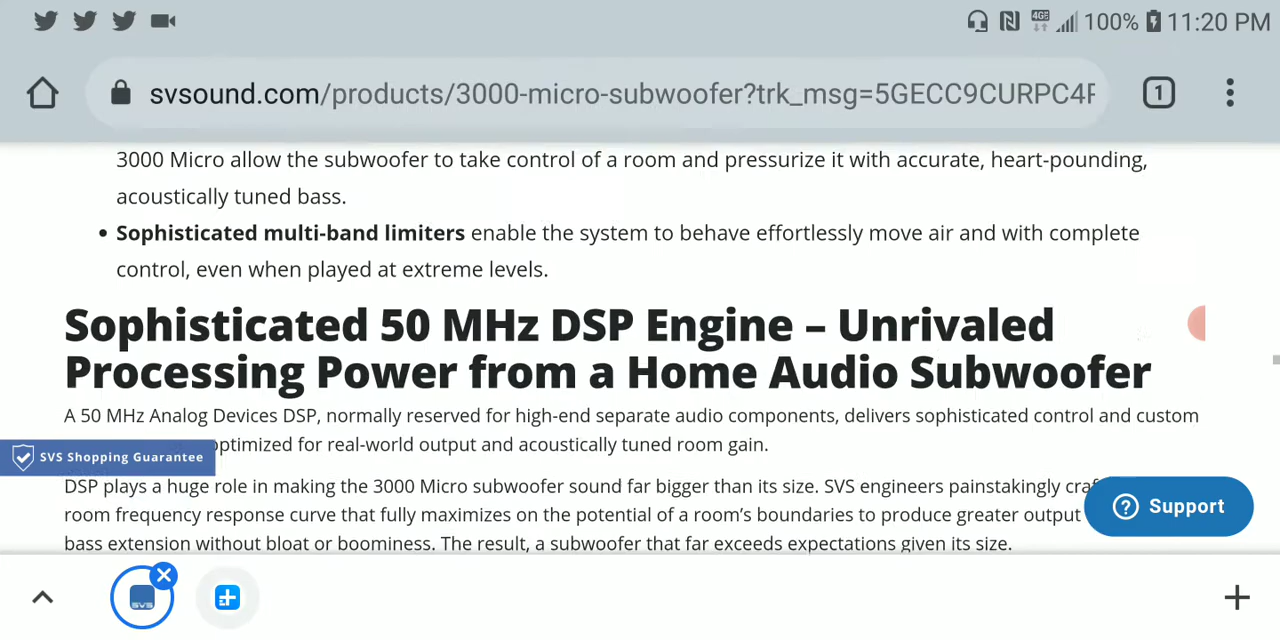 4GE 100% 11:20 PM
svsound.com/products/3000-micro-subwoofer?trk_msg=5GECC9CURPC4F
1
3000 Micro allow the subwoofer to take control of a room and pressurize it with accurate, heart-pounding,
acoustically tuned bass.
• Sophisticated multi-band limiters enable the system to behave effortlessly move air and with complete
control, even when played at extreme levels.
Sophisticated 50 MHz DSP Engine – Unrivaled
Processing Power from a Home Audio Subwoofer
A 50 MHz Analog Devices DSP, normally reserved for high-end separate audio components, delivers sophisticated control and custom
optimized for real-world output and acoustically tuned room gain.
SVS Shopping Guarantee
DSP plays a huge role in making the 3000 Micro subwoofer sound far bigger than its size. SVS engineers painstakingly
room frequency response curve that fully maximizes on the potential of a room's boundaries to produce greater output
bass extension without bloat or boominess. The result, a subwoofer that far exceeds expectations given its size.
Support
SVS